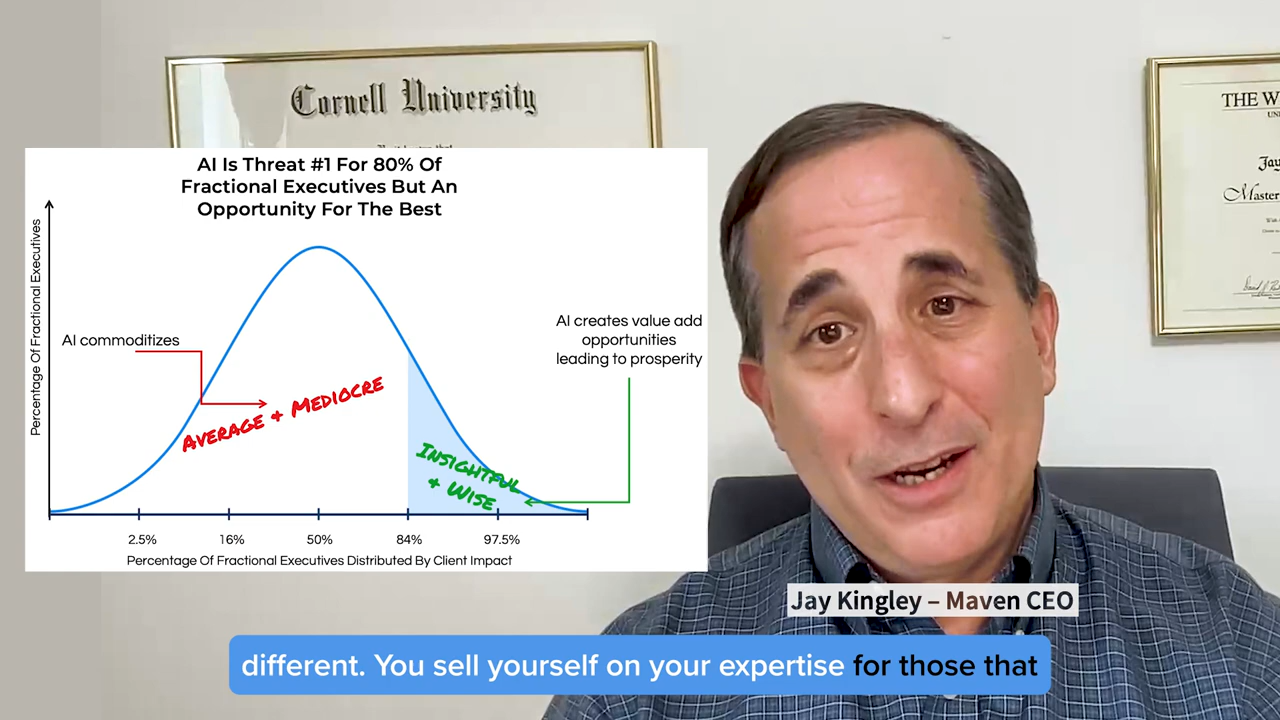 Cornell University
THE W
Jay
Master
AI Is Threat #1 For 80% Of
Fractional Executives But An
Opportunity For The Best
Percentage Of Fractional Executives
AI commoditizes
AVERAGE & MEDIOCRE
AI creates value add
opportunities
leading to prosperity
INSIGHTFUL
& WISE
2.5% 16% 50% 84% 97.5%
Percentage Of Fractional Executives Distributed By Client Impact
Jay Kingley – Maven CEO
different. You sell yourself on your expertise for those that